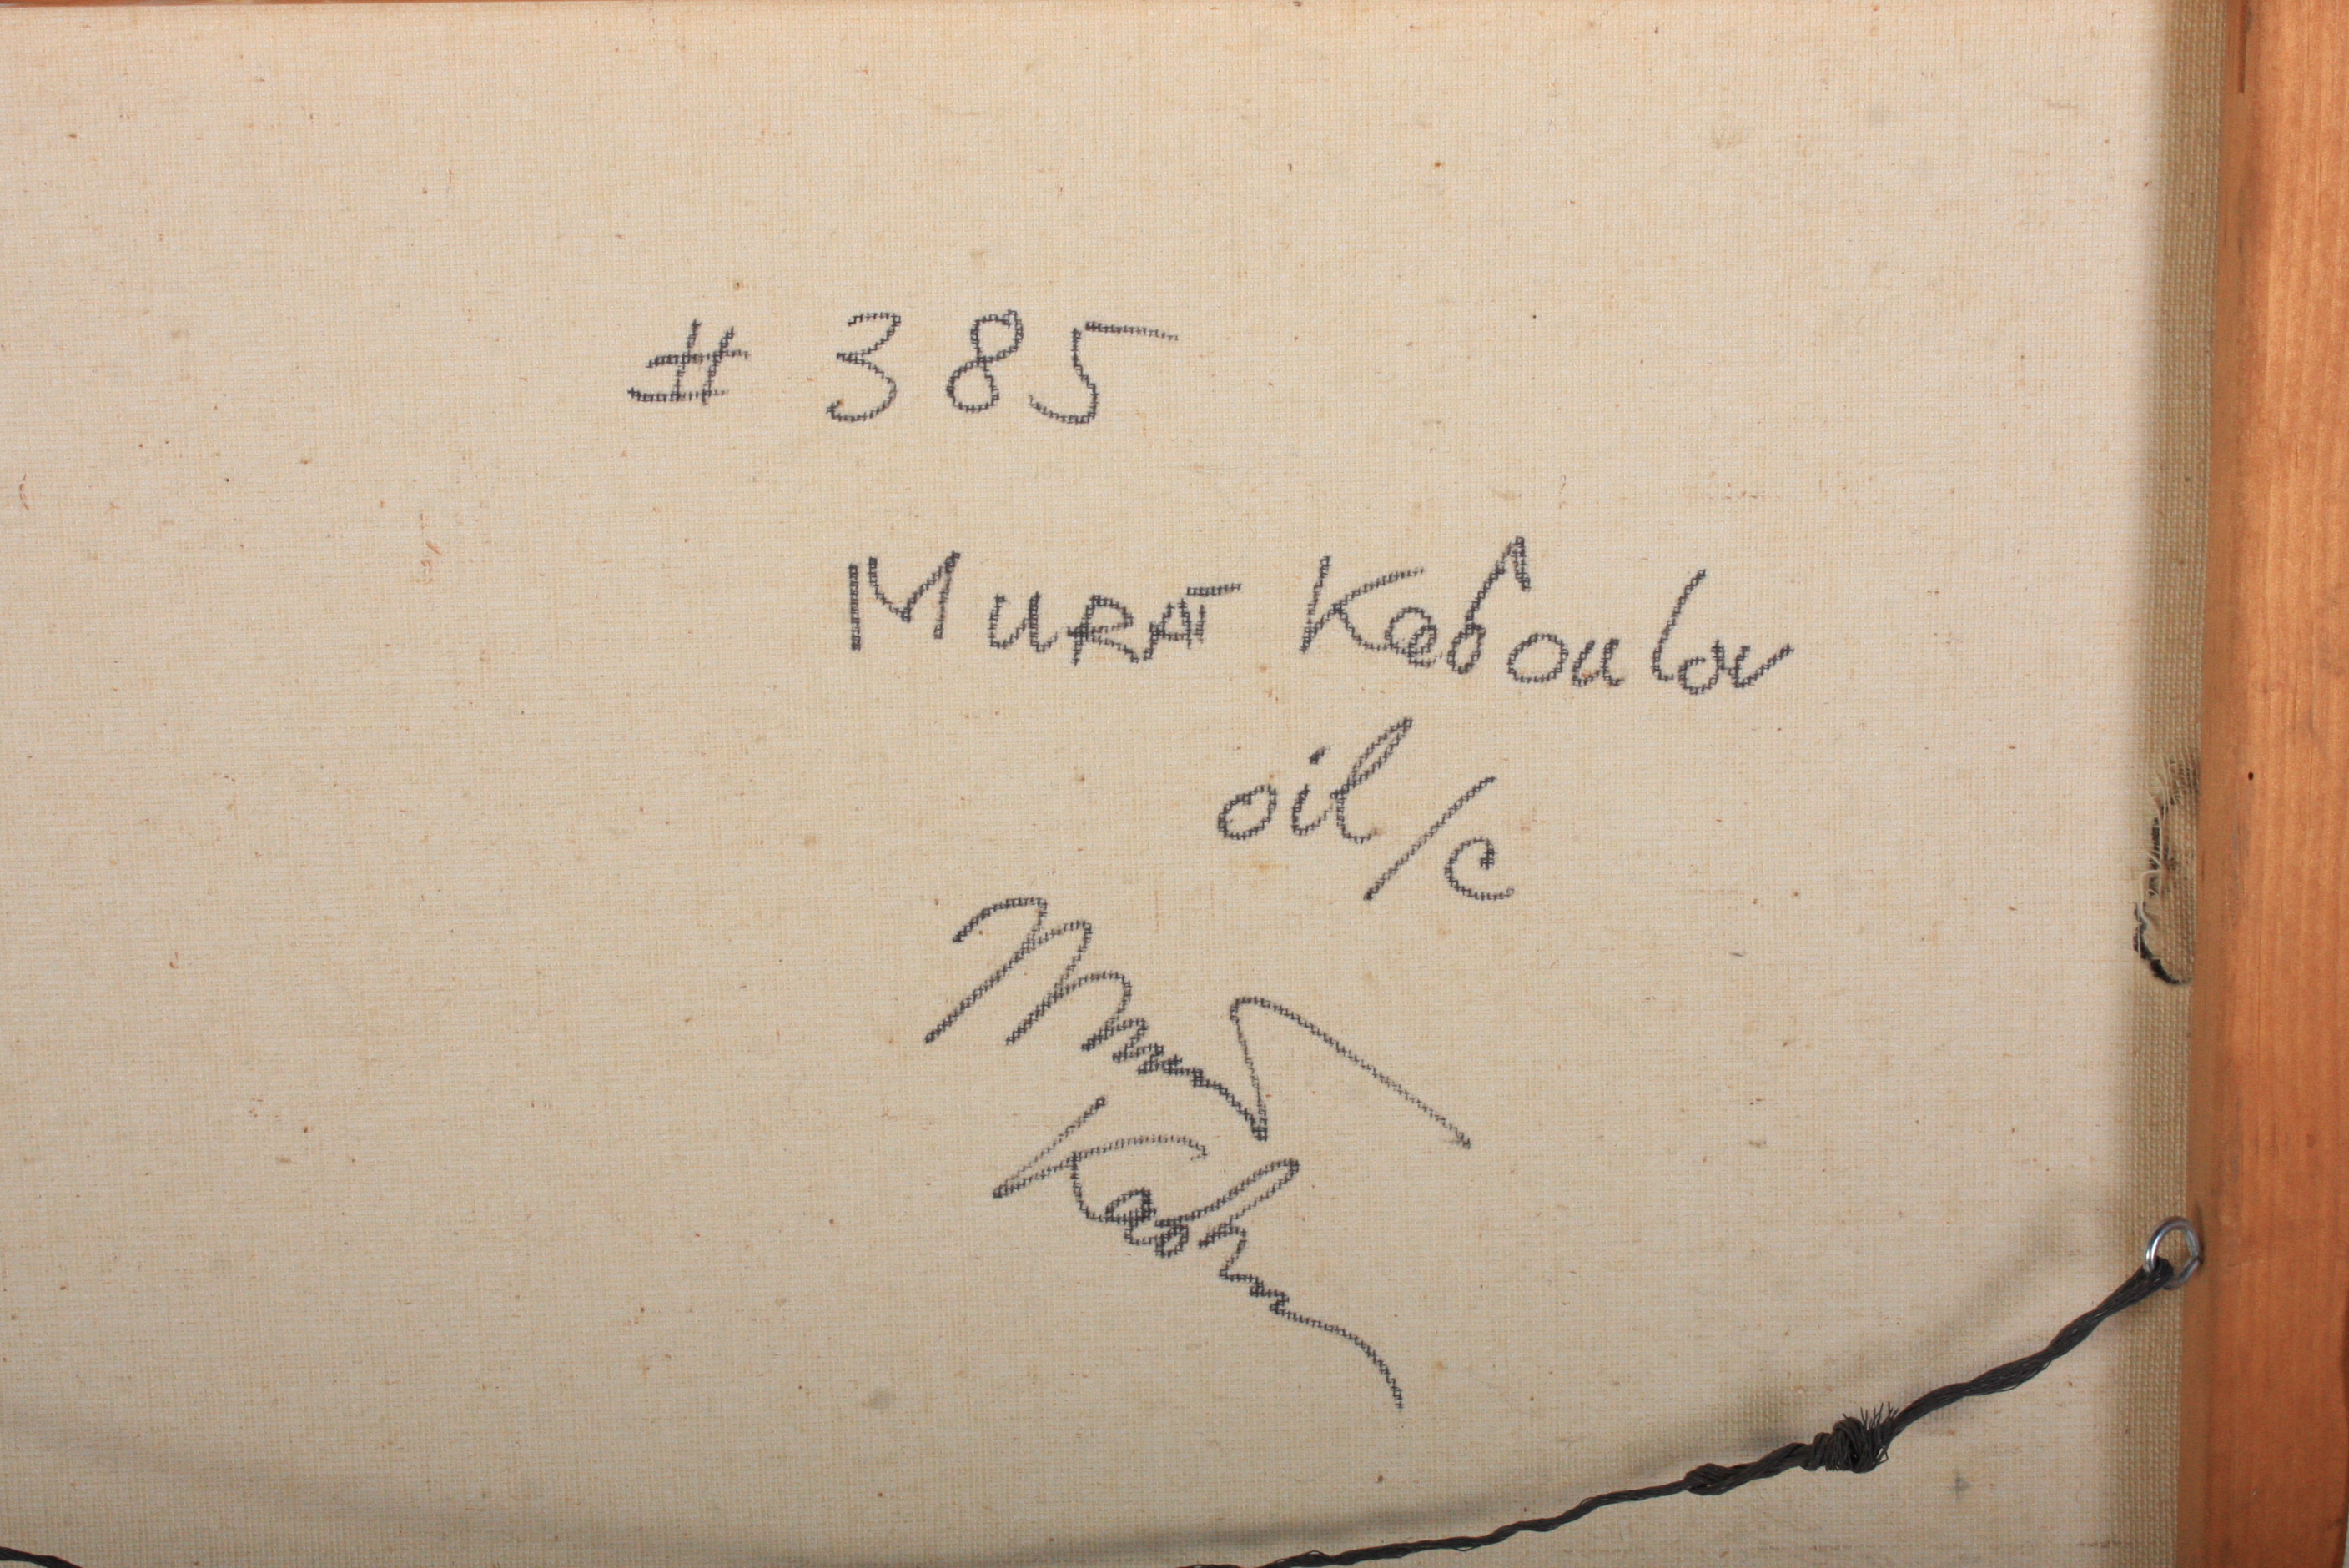 # 385
MURAT Kaboulov
oil/c